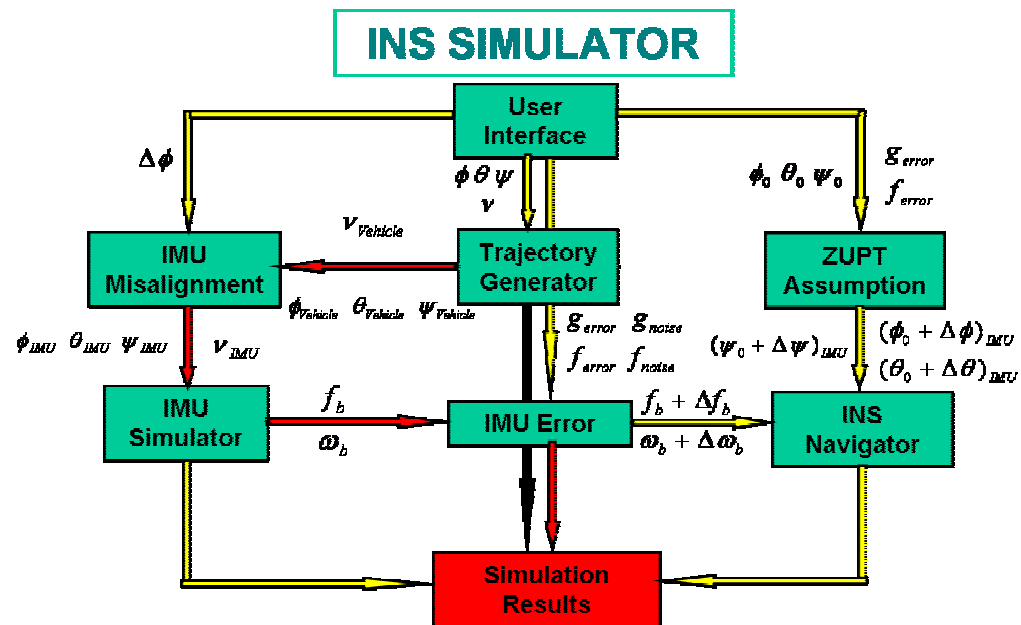 INS SIMULATOR
User
Interface
Δϕ
ϕ θ ψ
ν
ϕ₀ θ₀ ψ₀
g_error
f_error
ν_Vehicle
IMU
Misalignment
Trajectory
Generator
ZUPT
Assumption
ϕ_Vehicle θ_Vehicle ψ_Vehicle
g_error g_noise
f_error f_noise
ϕ_IMU θ_IMU ψ_IMU
ν_IMU
(ψ₀ + Δψ)_IMU
(ϕ₀ + Δϕ)_IMU
(θ₀ + Δθ)_IMU
IMU
Simulator
f_b
ω_b
IMU Error
f_b + Δf_b
ω_b + Δω_b
INS
Navigator
Simulation
Results